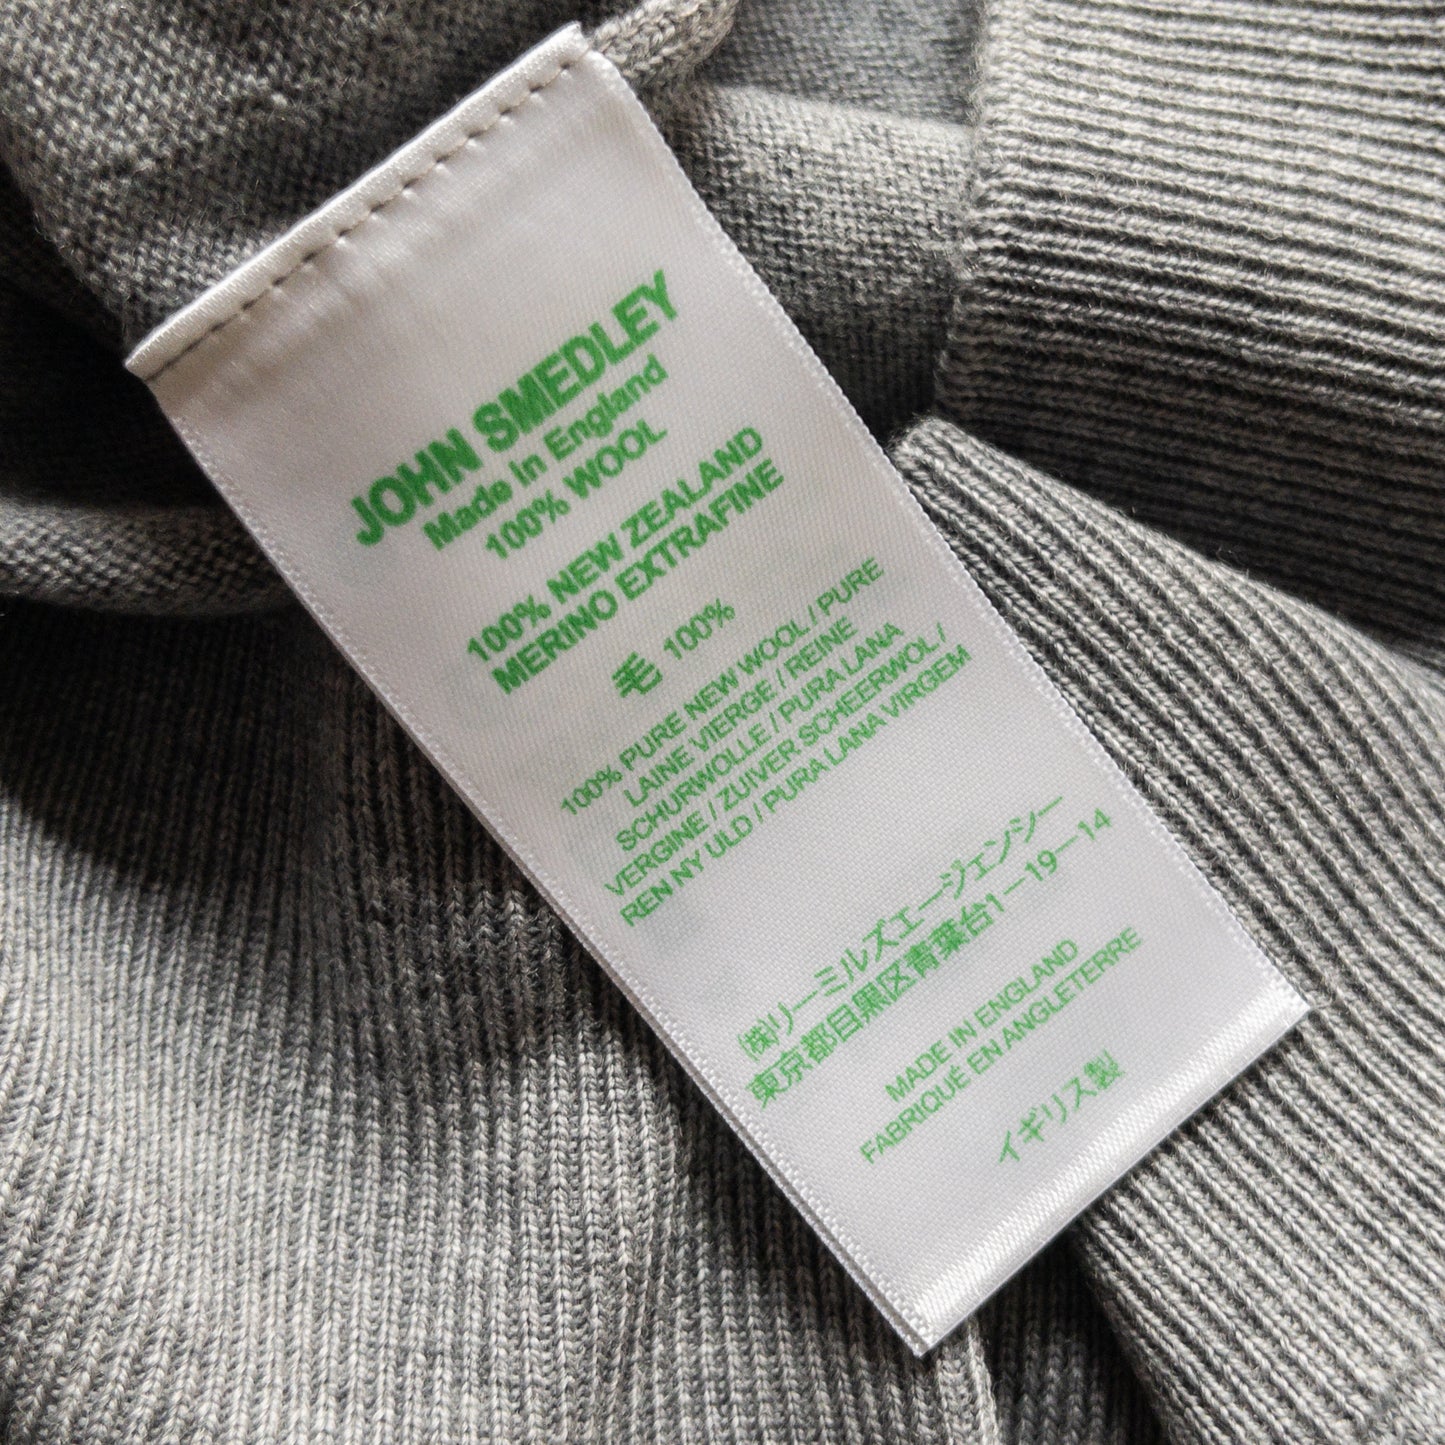 JOHN SMEDLEY
Made In England
100% WOOL
100% NEW ZEALAND
MERINO EXTRAFINE
毛 100%
100% PURE NEW WOOL / PURE
LAINE VIERGE / REINE
SCHURWOLLE / PURA LANA
VERGINE / ZUIVER SCHEERWOL /
REN NY ULD / PURA LANA VIRGEM
㈱リーミルズエージェンシー
東京都目黒区青葉台1−19−14
MADE IN ENGLAND
FABRIQUÉ EN ANGLETERRE
イギリス製